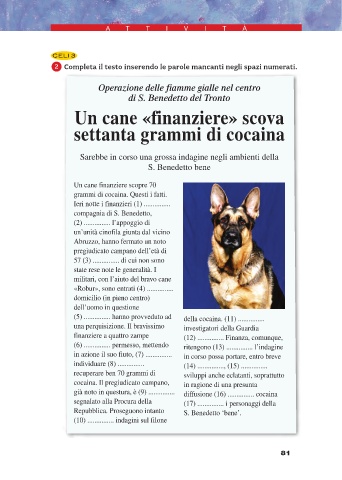 A T T I V I T À
CELI 3
2 Completa il testo inserendo le parole mancanti negli spazi numerati.
Operazione delle fiamme gialle nel centro
di S. Benedetto del Tronto
Un cane «finanziere» scova
settanta grammi di cocaina
Sarebbe in corso una grossa indagine negli ambienti della
S. Benedetto bene
Un cane finanziere scopre 70
grammi di cocaina. Questi i fatti.
Ieri notte i finanzieri (1) ..............
compagnia di S. Benedetto,
(2) .............. l'appoggio di
un'unità cinofila giunta dal vicino
Abruzzo, hanno fermato un noto
pregiudicato campano dell'età di
57 (3) .............. di cui non sono
state rese note le generalità. I
militari, con l'aiuto del bravo cane
«Robur», sono entrati (4) ..............
domicilio (in pieno centro)
dell'uomo in questione
(5) .............. hanno provveduto ad
una perquisizione. Il bravissimo
finanziere a quattro zampe
(6) .............. permesso, mettendo
in azione il suo fiuto, (7) ..............
individuare (8) ..............
recuperare ben 70 grammi di
cocaina. Il pregiudicato campano,
già noto in questura, è (9) ..............
segnalato alla Procura della
Repubblica. Proseguono intanto
(10) .............. indagini sul filone
della cocaina. (11) ..............
investigatori della Guardia
(12) .............. Finanza, comunque,
ritengono (13) .............. l'indagine
in corso possa portare, entro breve
(14) .............., (15) ..............
sviluppi anche eclatanti, soprattutto
in ragione di una presunta
diffusione (16) .............. cocaina
(17) .............. i personaggi della
S. Benedetto 'bene'.
81